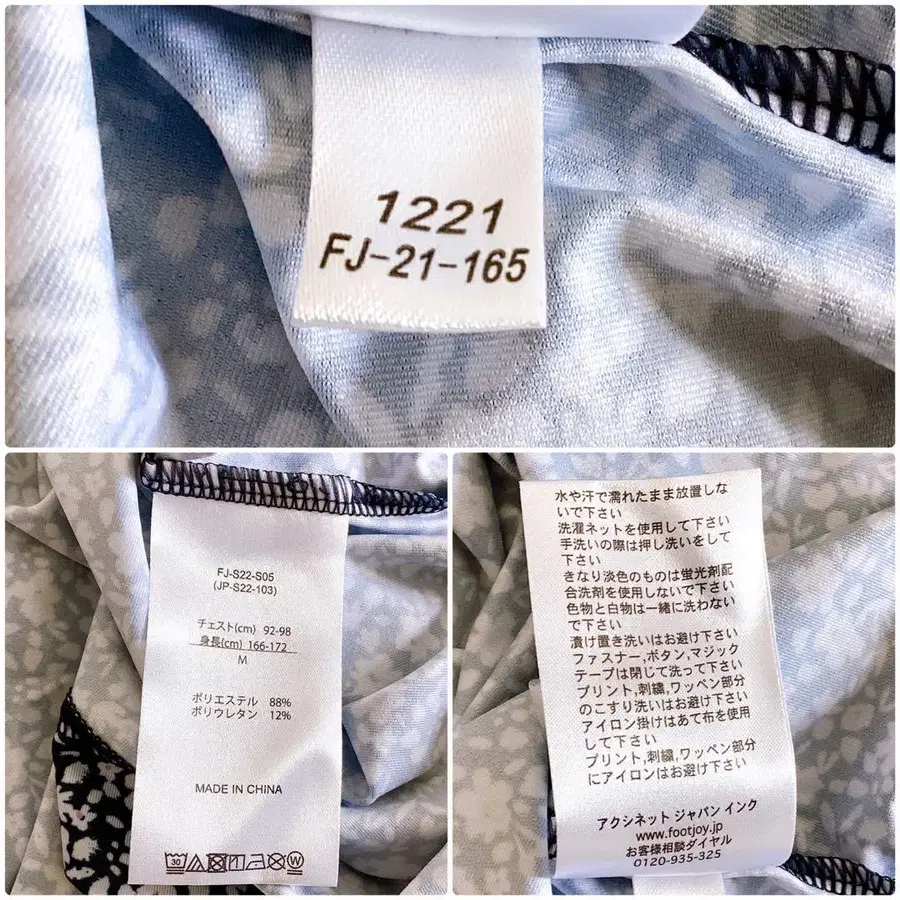 1221
FJ-21-165
FJ-S22-S05
(JP-S22-103)
チェスト(cm) 92-98
身長(cm) 166-172
M
ポリエステル 88%
ポリウレタン 12%
MADE IN CHINA
30
W
水や汗で濡れたまま放置しな
いで下さい
洗濯ネットを使用して下さい
手洗いの際は押し洗いをして
下さい
きなり淡色のものは蛍光剤配
合洗剤を使用しないで下さい
色物と白物は一緒に洗わない
で下さい
漬け置き洗いはお避け下さい
ファスナー,ボタン,マジック
テープは閉じて洗って下さい
プリント,刺繍,ワッペン部分
のこすり洗いはお避け下さい
アイロン掛けはあて布を使用
して下さい
プリント,刺繍,ワッペン部分
にアイロンはお避け下さい
アクシネット ジャパン インク
www.footjoy.jp
お客様相談ダイヤル
0120-935-325